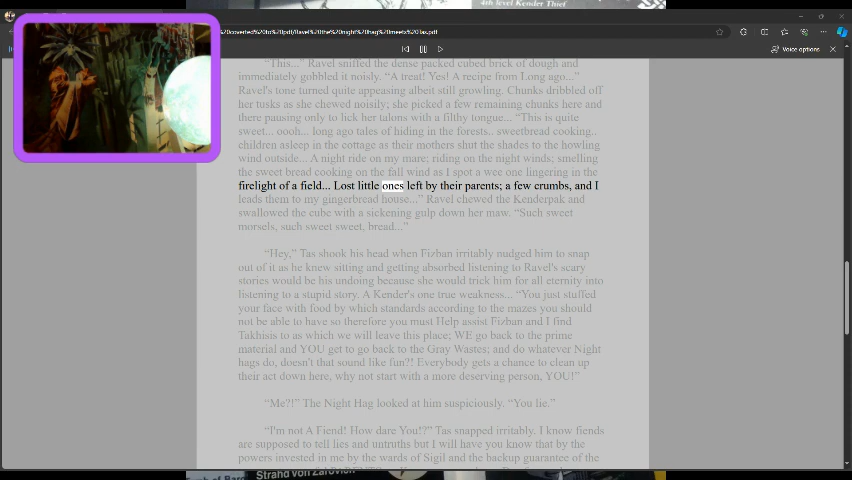 4th level Kender Thief
%20coverted%20to%20pdf/Ravel%20the%20night%20hag%20meets%20Tas.pdf
Voice options
"This..." Ravel sniffed the dense packed cubed brick of dough and
immediately gobbled it noisly. "A treat! Yes! A recipe from Long ago..."
Ravel's tone turned quite appeasing albeit still growling. Chunks dribbled off
her tusks as she chewed noisily; she picked a few remaining chunks here and
there pausing only to lick her talons with a filthy tongue... "This is quite
sweet... oooh... long ago tales of hiding in the forests.. sweetbread cooking..
children asleep in the cottage as their mothers shut the shades to the howling
wind outside... A night ride on my mare; riding on the night winds; smelling
the sweet bread cooking on the fall wind as I spot a wee one lingering in the
firelight of a field... Lost little ones left by their parents; a few crumbs, and I
leads them to my gingerbread house..." Ravel chewed the Kenderpak and
swallowed the cube with a sickening gulp down her maw. "Such sweet
morsels, such sweet sweet, bread..."
"Hey," Tas shook his head when Fizban irritably nudged him to snap
out of it as he knew sitting and getting absorbed listening to Ravel's scary
stories would be his undoing because she would trick him for all eternity into
listening to a stupid story. A Kender's one true weakness... "You just stuffed
your face with food by which standards according to the mazes you should
not be able to have so therefore you must Help assist Fizban and I find
Takhisis to as which we will leave this place; WE go back to the prime
material and YOU get to go back to the Gray Wastes; and do whatever Night
hags do, doesn't that sound like fun?! Everybody gets a chance to clean up
their act down here, why not start with a more deserving person, YOU!"
"Me?!" The Night Hag looked at him suspiciously. "You lie."
"I'm not A Fiend! How dare You!?" Tas snapped irritably. I know fiends
are supposed to tell lies and untruths but I will have you know that by the
powers invested in me by the wards of Sigil and the backup guarantee of the
Strahd von Zarovich